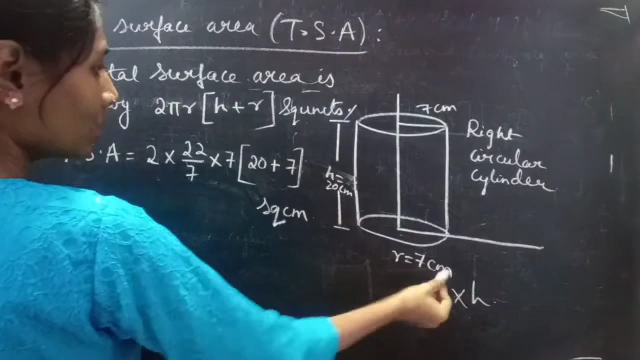 surface area (T.S.A) :
tal surface area is
by 2πr[h+r] Squnits
S.A = 2 × 22/7 × 7[20+7]
sqcm
7cm
h=
20cm
Right
circular
cylinder
r=7cm
× h